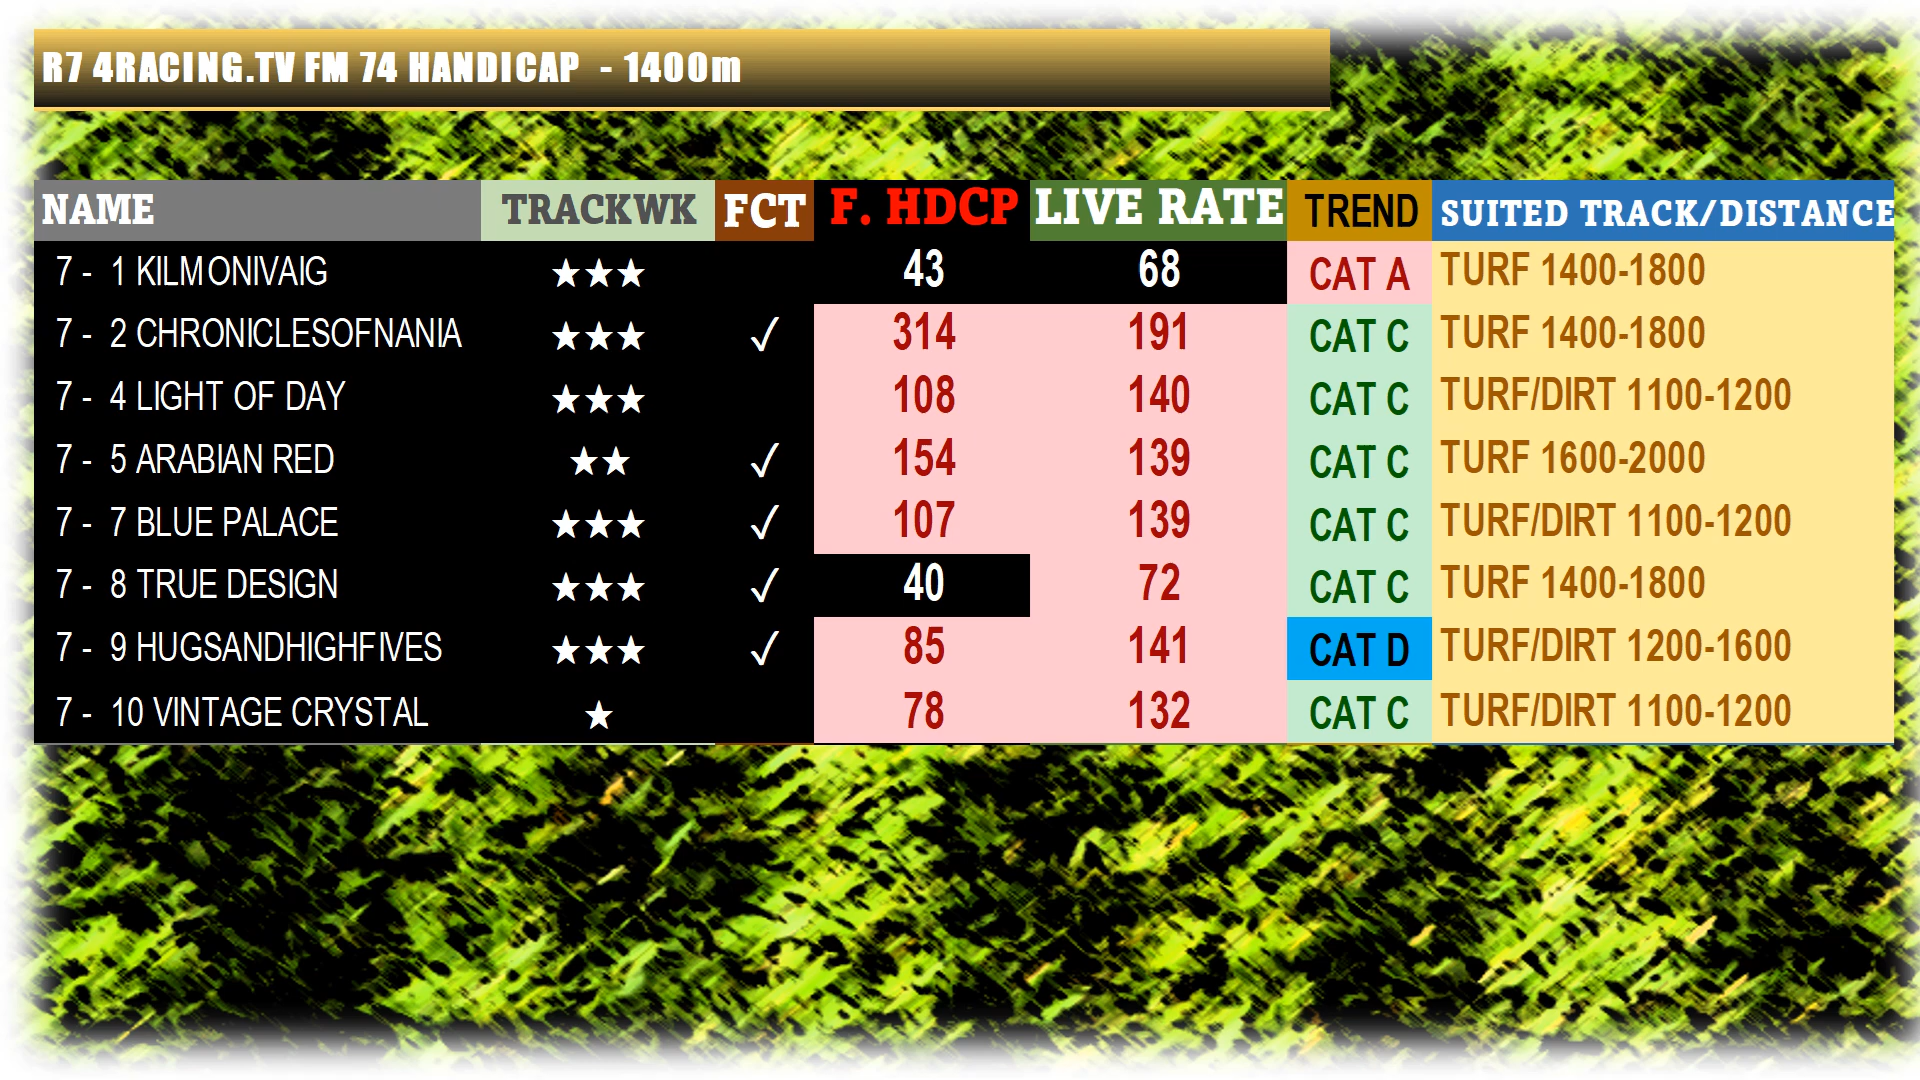 R7 4RACING.TV FM 74 HANDICAP - 1400m
NAME TRACKWK FCT F. HDCP LIVE RATE TREND SUITED TRACK/DISTANCE
7 - 1 KILMONIVAIG ★★★ 43 68 CAT A TURF 1400-1800
7 - 2 CHRONICLESOFNANIA ★★★ ✓ 314 191 CAT C TURF 1400-1800
7 - 4 LIGHT OF DAY ★★★ 108 140 CAT C TURF/DIRT 1100-1200
7 - 5 ARABIAN RED ★★ ✓ 154 139 CAT C TURF 1600-2000
7 - 7 BLUE PALACE ★★★ ✓ 107 139 CAT C TURF/DIRT 1100-1200
7 - 8 TRUE DESIGN ★★★ ✓ 40 72 CAT C TURF 1400-1800
7 - 9 HUGSANDHIGHFIVES ★★★ ✓ 85 141 CAT D TURF/DIRT 1200-1600
7 - 10 VINTAGE CRYSTAL ★ 78 132 CAT C TURF/DIRT 1100-1200